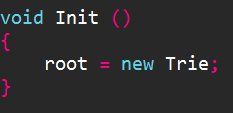 void Init ()
{
    root = new Trie;
}